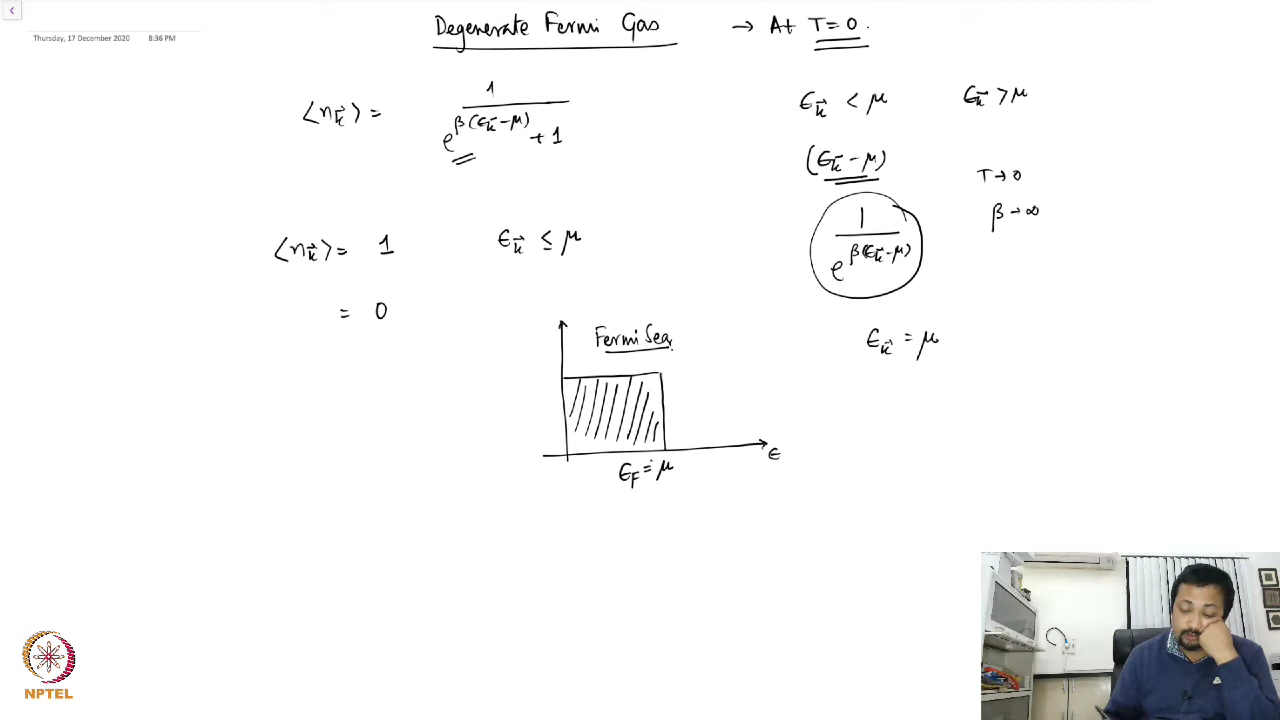 Degenerate Fermi Gas → At T = 0.
Thursday, 17 December 2020 8:36 PM
⟨n_k⃗⟩ = 1 / (e^{β(ϵ_k⃗ − μ)} + 1)
ϵ_k⃗ < μ ϵ_k⃗ > μ
(ϵ_k⃗ − μ)
T → 0
β → ∞
1 / e^{β(ϵ_k⃗ − μ)}
⟨n_k⃗⟩ = 1 ϵ_k⃗ ≤ μ
= 0
Fermi Sea
ϵ_k⃗ = μ
ϵ
ϵ_F = μ
NPTEL